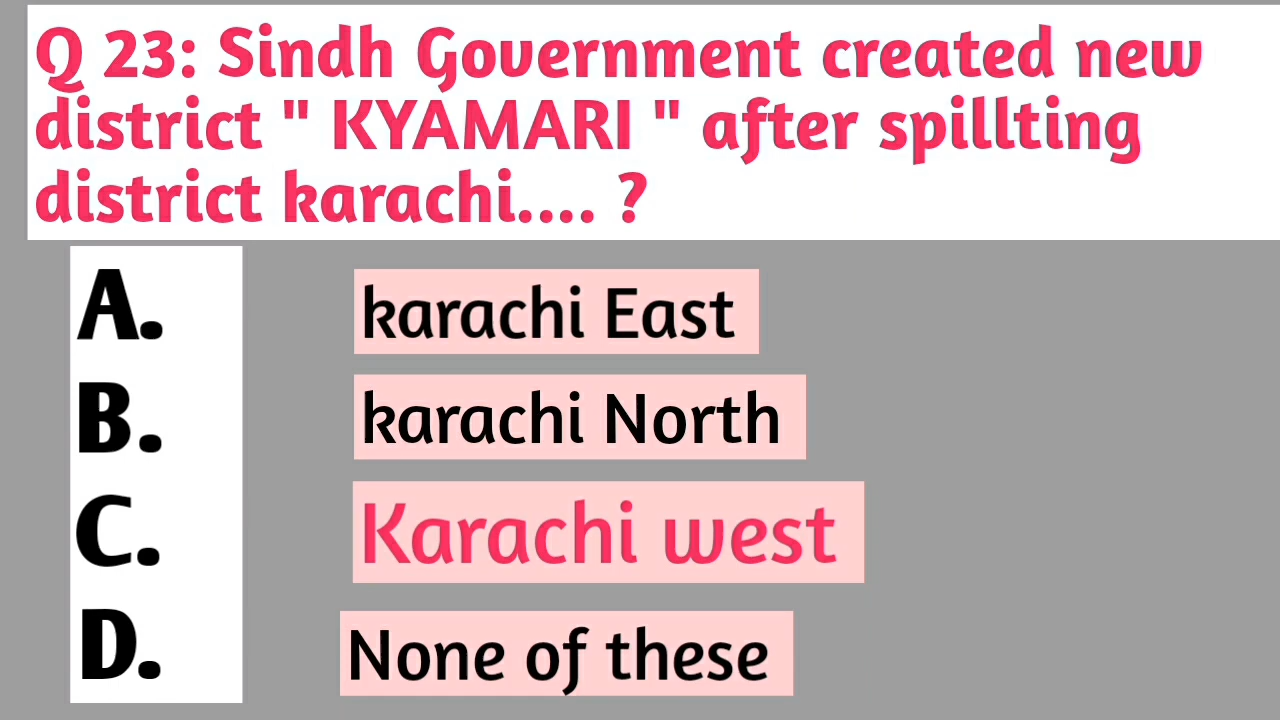 Q 23: Sindh Government created new
district " KYAMARI " after spillting
district karachi.... ?
A. karachi East
B. karachi North
C. Karachi west
D. None of these